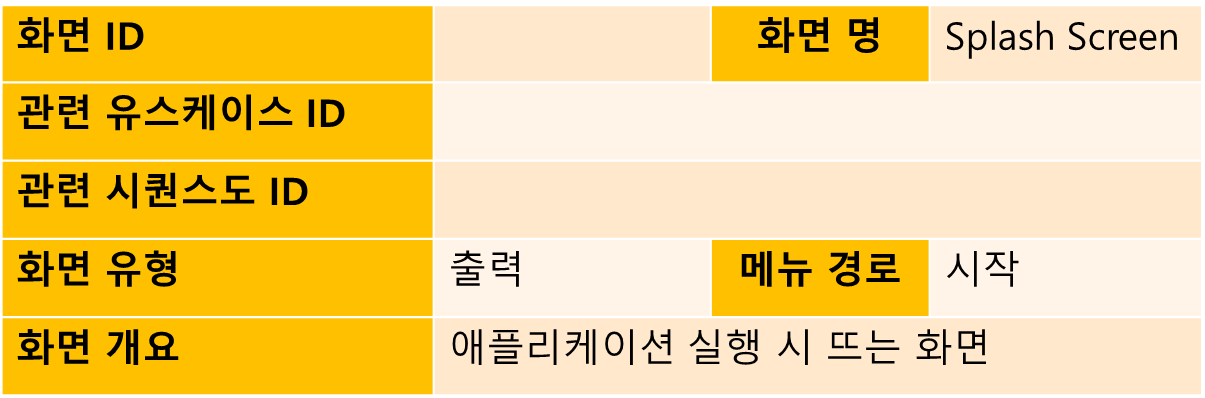 화면 ID 화면 명 Splash Screen
관련 유스케이스 ID
관련 시퀀스도 ID
화면 유형 출력 메뉴 경로 시작
화면 개요 애플리케이션 실행 시 뜨는 화면